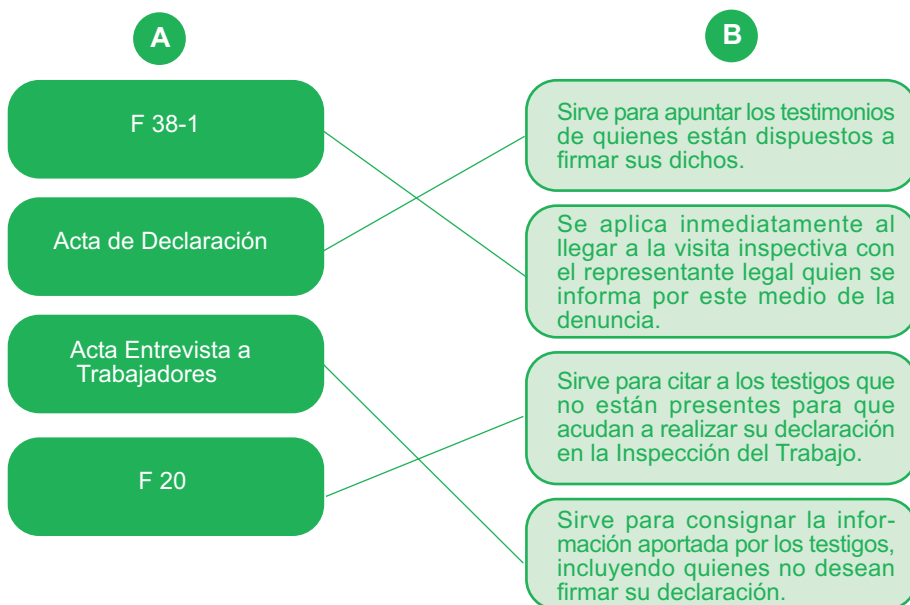 A
F 38-1
Acta de Declaración
Acta Entrevista a
Trabajadores
F 20
B
Sirve para apuntar los testimonios
de quienes están dispuestos a
firmar sus dichos.
Se aplica inmediatamente al
llegar a la visita inspectiva con
el representante legal quien se
informa por este medio de la
denuncia.
Sirve para citar a los testigos que
no están presentes para que
acudan a realizar su declaración
en la Inspección del Trabajo.
Sirve para consignar la infor-
mación aportada por los testigos,
incluyendo quienes no desean
firmar su declaración.